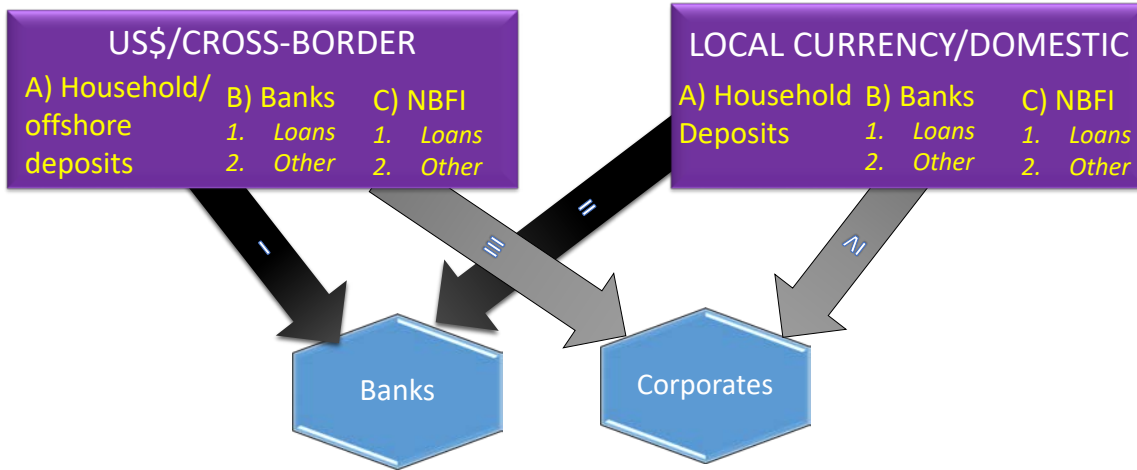 US$/CROSS-BORDER
A) Household/
offshore
deposits
B) Banks
1. Loans
2. Other
C) NBFI
1. Loans
2. Other
LOCAL CURRENCY/DOMESTIC
A) Household
Deposits
B) Banks
1. Loans
2. Other
C) NBFI
1. Loans
2. Other
I
II
III
IV
Banks
Corporates